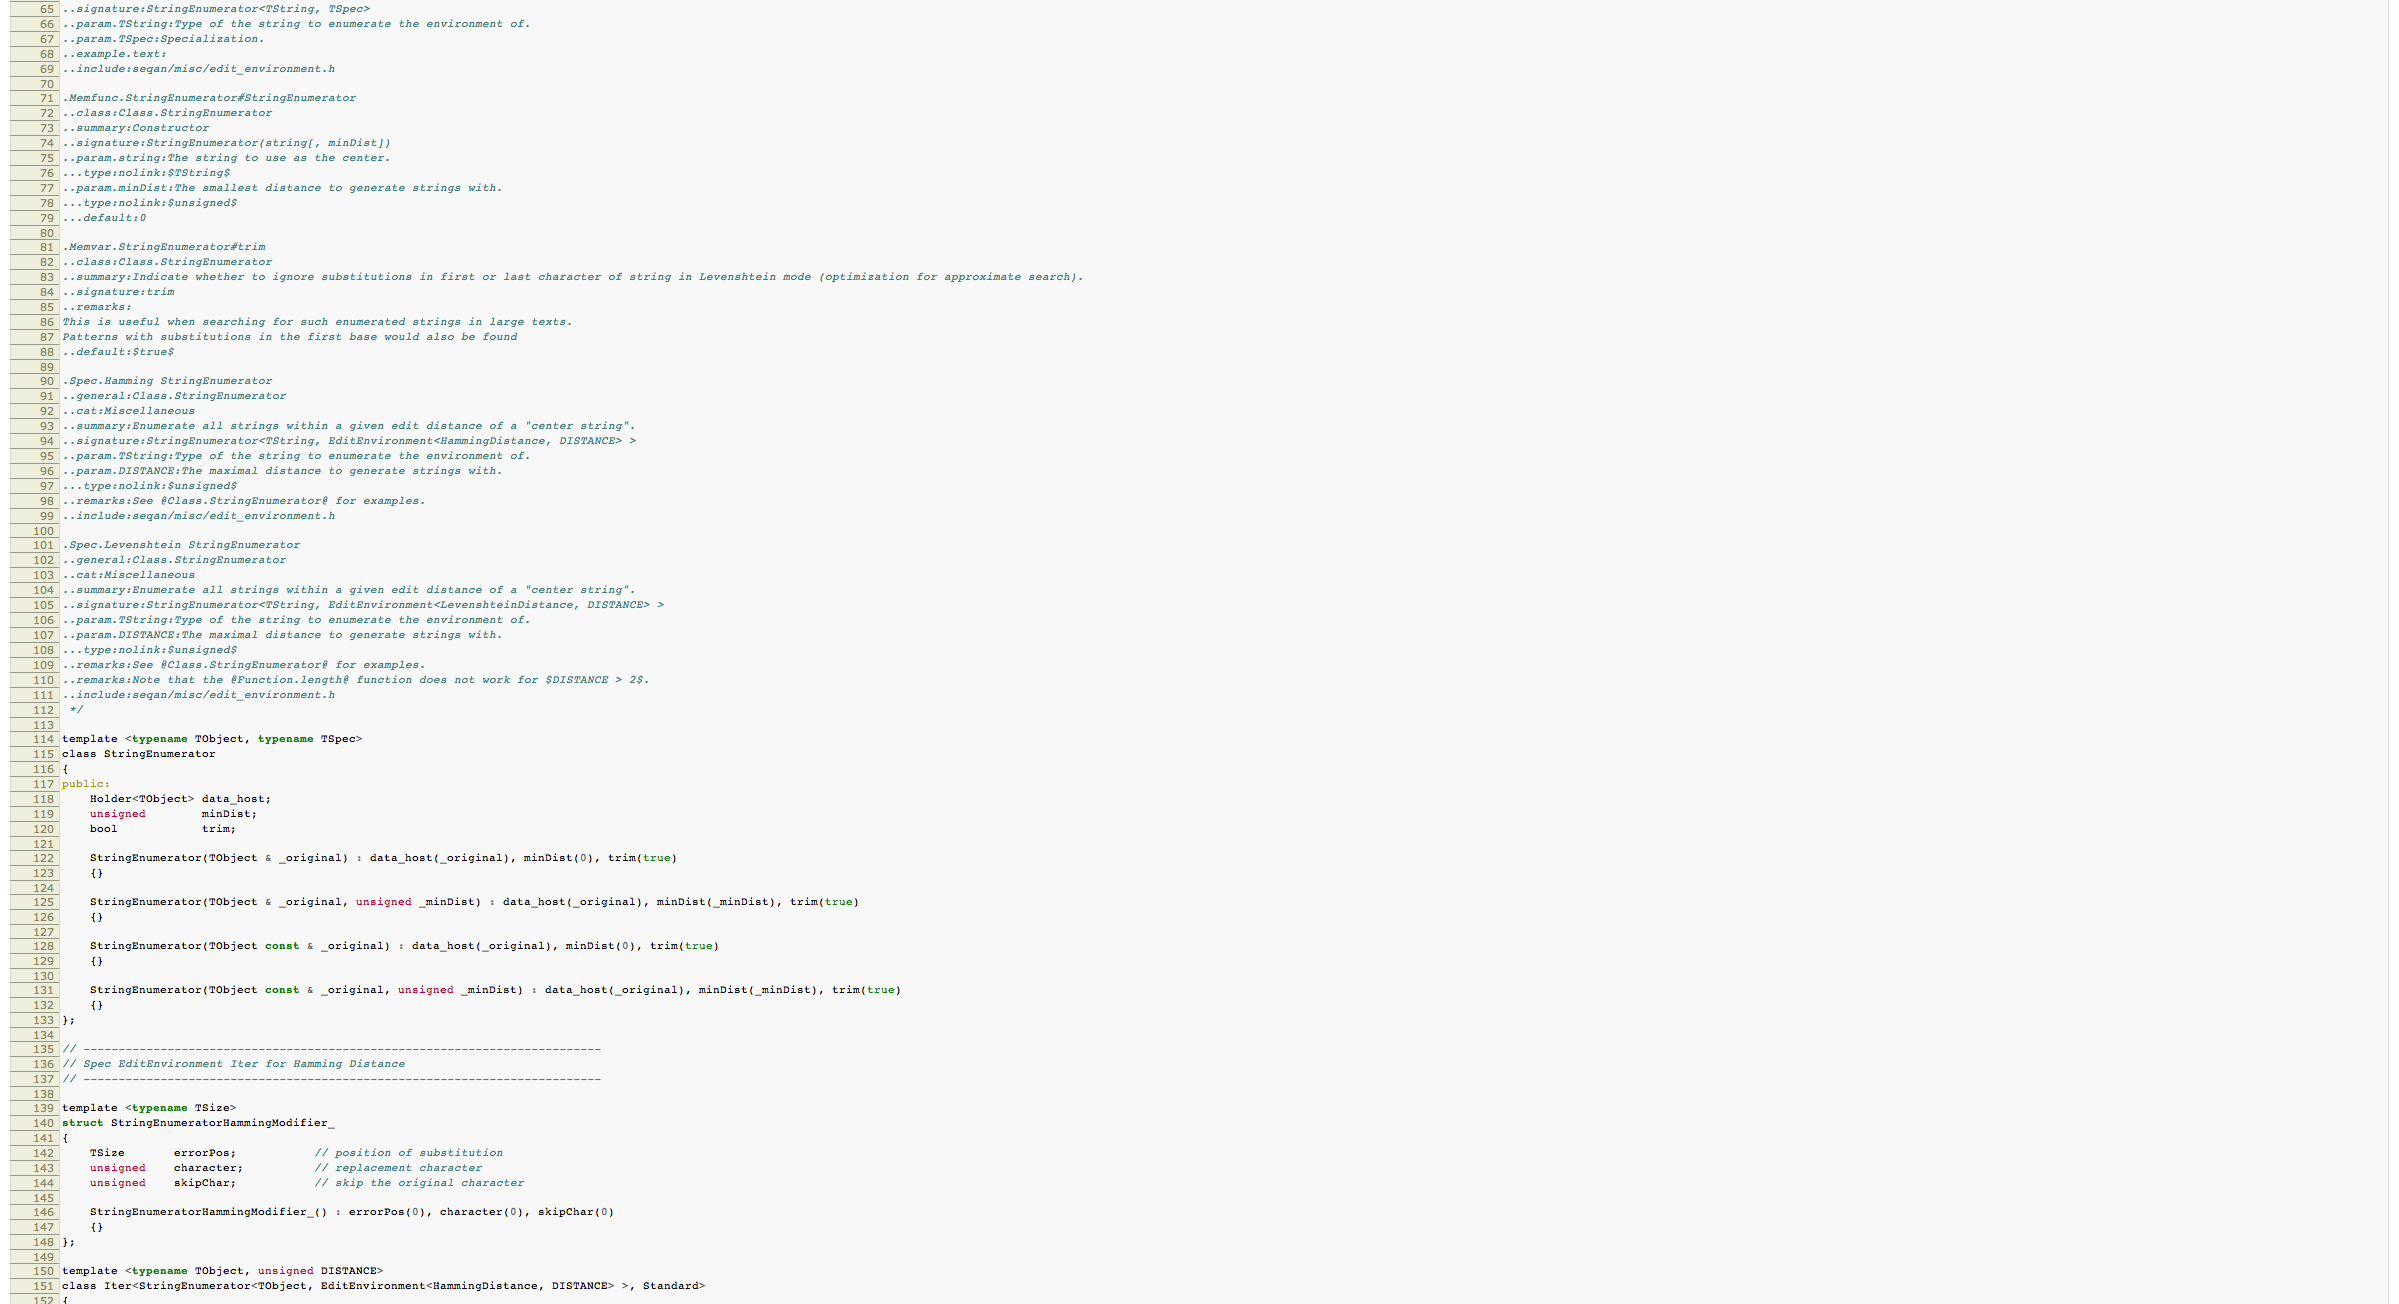 65 ..signature:StringEnumerator<TString, TSpec>
66 ..param.TString:Type of the string to enumerate the environment of.
67 ..param.TSpec:Specialization.
68 ..example.text:
69 ..include:seqan/misc/edit_environment.h
70
71 .Memfunc.StringEnumerator#StringEnumerator
72 ..class:Class.StringEnumerator
73 ..summary:Constructor
74 ..signature:StringEnumerator(string[, minDist])
75 ..param.string:The string to use as the center.
76 ...type:nolink:$TString$
77 ..param.minDist:The smallest distance to generate strings with.
78 ...type:nolink:$unsigned$
79 ...default:0
80
81 .Memvar.StringEnumerator#trim
82 ..class:Class.StringEnumerator
83 ..summary:Indicate whether to ignore substitutions in first or last character of string in Levenshtein mode (optimization for approximate search).
84 ..signature:trim
85 ..remarks:
86 This is useful when searching for such enumerated strings in large texts.
87 Patterns with substitutions in the first base would also be found
88 ..default:$true$
89
90 .Spec.Hamming StringEnumerator
91 ..general:Class.StringEnumerator
92 ..cat:Miscellaneous
93 ..summary:Enumerate all strings within a given edit distance of a "center string".
94 ..signature:StringEnumerator<TString, EditEnvironment<HammingDistance, DISTANCE> >
95 ..param.TString:Type of the string to enumerate the environment of.
96 ..param.DISTANCE:The maximal distance to generate strings with.
97 ...type:nolink:$unsigned$
98 ..remarks:See @Class.StringEnumerator@ for examples.
99 ..include:seqan/misc/edit_environment.h
100
101 .Spec.Levenshtein StringEnumerator
102 ..general:Class.StringEnumerator
103 ..cat:Miscellaneous
104 ..summary:Enumerate all strings within a given edit distance of a "center string".
105 ..signature:StringEnumerator<TString, EditEnvironment<LevenshteinDistance, DISTANCE> >
106 ..param.TString:Type of the string to enumerate the environment of.
107 ..param.DISTANCE:The maximal distance to generate strings with.
108 ...type:nolink:$unsigned$
109 ..remarks:See @Class.StringEnumerator@ for examples.
110 ..remarks:Note that the @Function.length@ function does not work for $DISTANCE > 2$.
111 ..include:seqan/misc/edit_environment.h
112 */
113
114 template <typename TObject, typename TSpec>
115 class StringEnumerator
116 {
117 public:
118 Holder<TObject> data_host;
119 unsigned minDist;
120 bool trim;
121
122 StringEnumerator(TObject & _original) : data_host(_original), minDist(0), trim(true)
123 {}
124
125 StringEnumerator(TObject & _original, unsigned _minDist) : data_host(_original), minDist(_minDist), trim(true)
126 {}
127
128 StringEnumerator(TObject const & _original) : data_host(_original), minDist(0), trim(true)
129 {}
130
131 StringEnumerator(TObject const & _original, unsigned _minDist) : data_host(_original), minDist(_minDist), trim(true)
132 {}
133 };
134
135 // --------------------------------------------------------------------------
136 // Spec EditEnvironment Iter for Hamming Distance
137 // --------------------------------------------------------------------------
138
139 template <typename TSize>
140 struct StringEnumeratorHammingModifier_
141 {
142 TSize errorPos; // position of substitution
143 unsigned character; // replacement character
144 unsigned skipChar; // skip the original character
145
146 StringEnumeratorHammingModifier_() : errorPos(0), character(0), skipChar(0)
147 {}
148 };
149
150 template <typename TObject, unsigned DISTANCE>
151 class Iter<StringEnumerator<TObject, EditEnvironment<HammingDistance, DISTANCE> >, Standard>
152 {